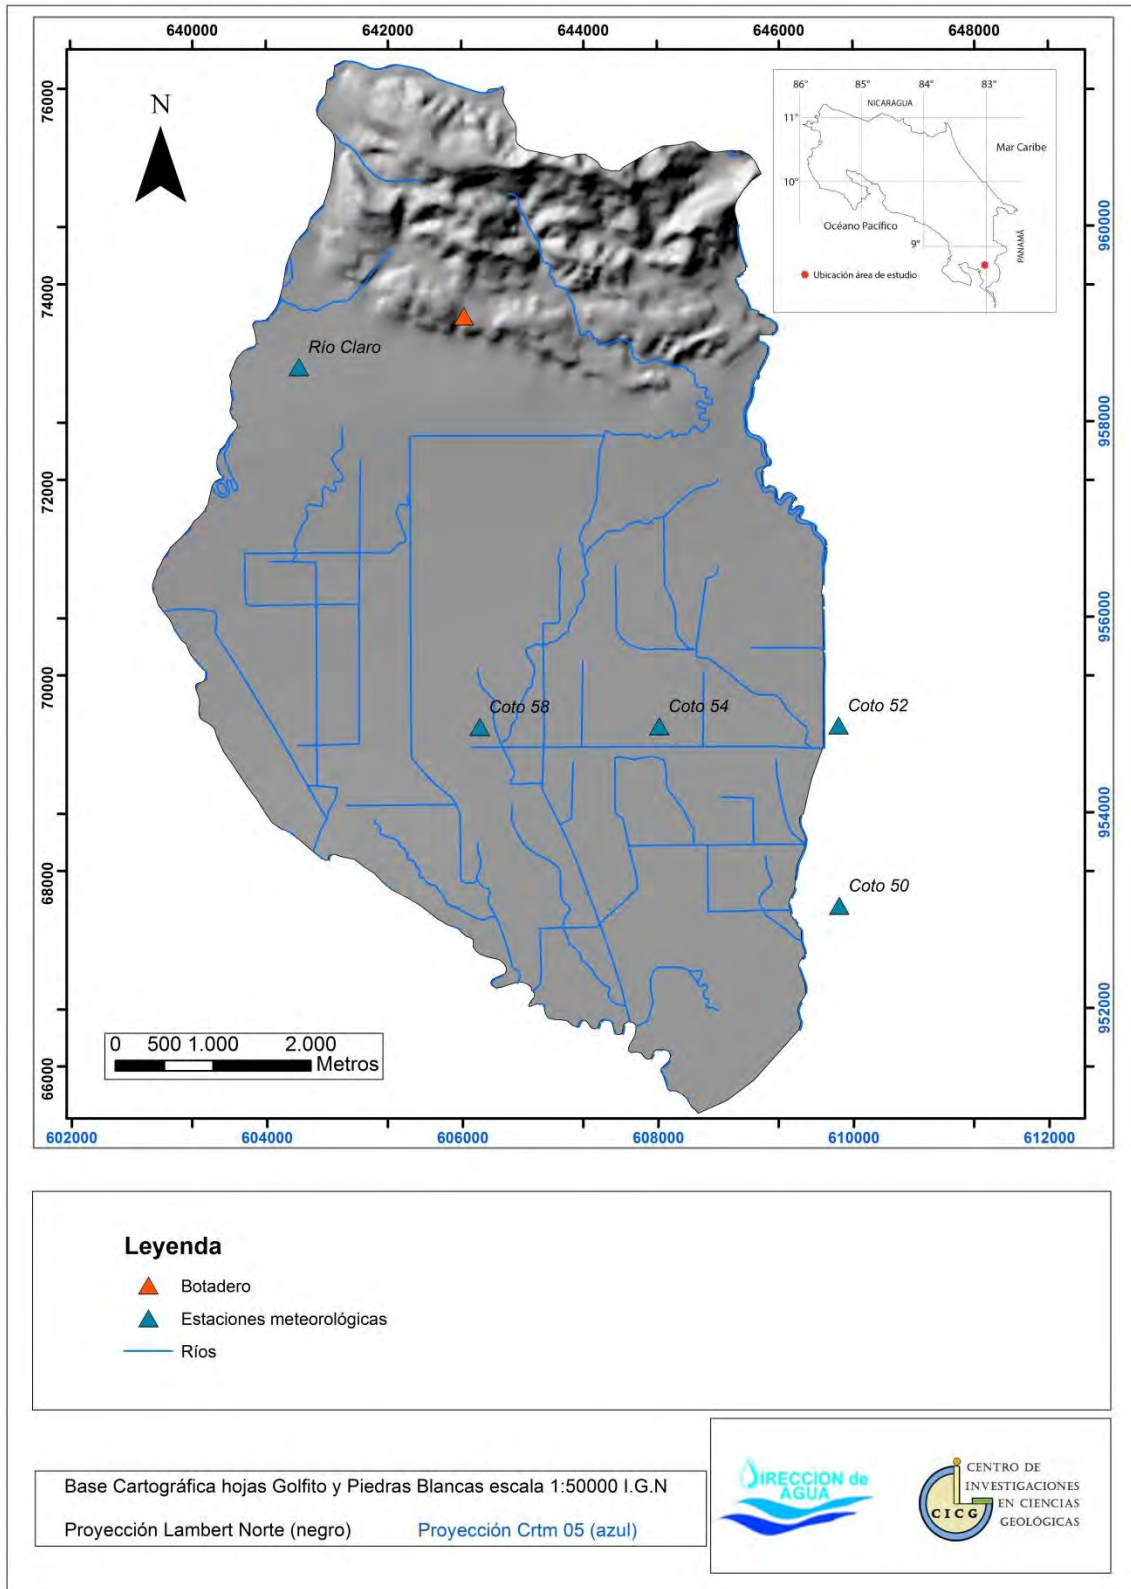 640000 642000 644000 646000 648000
N
76000
74000
72000
70000
68000
66000
86° 85° 84° 83°
NICARAGUA
11°
Mar Caribe
10°
Océano Pacífico
9°
PANAMÁ
Ubicación área de estudio
960000
958000
956000
954000
952000
Río Claro
Coto 58
Coto 54
Coto 52
Coto 50
0 500 1.000 2.000
Metros
602000 604000 606000 608000 610000 612000
Leyenda
Botadero
Estaciones meteorológicas
Ríos
Base Cartográfica hojas Golfito y Piedras Blancas escala 1:50000 I.G.N
Proyección Lambert Norte (negro) Proyección Crtm 05 (azul)
DIRECCION de
AGUA
CICG
CENTRO DE
INVESTIGACIONES
EN CIENCIAS
GEOLÓGICAS